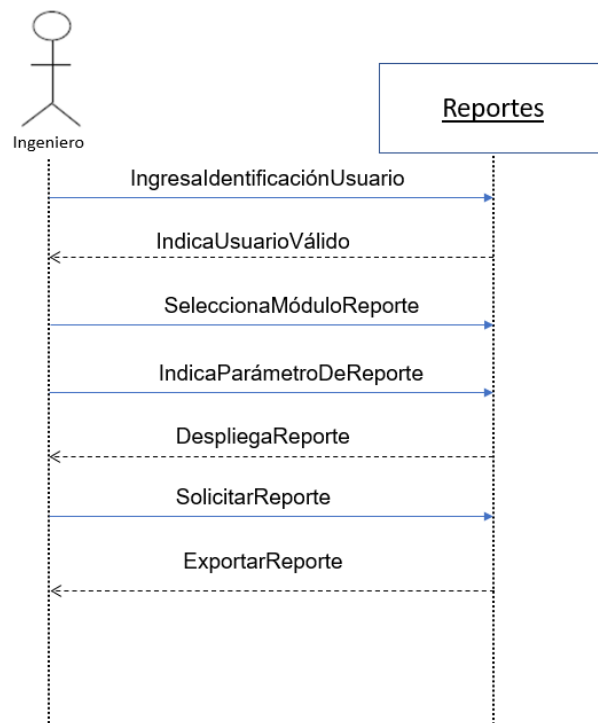 Ingeniero
Reportes
IngresaIdentificaciónUsuario
IndicaUsuarioVálido
SeleccionaMóduloReporte
IndicaParámetroDeReporte
DespliegaReporte
SolicitarReporte
ExportarReporte